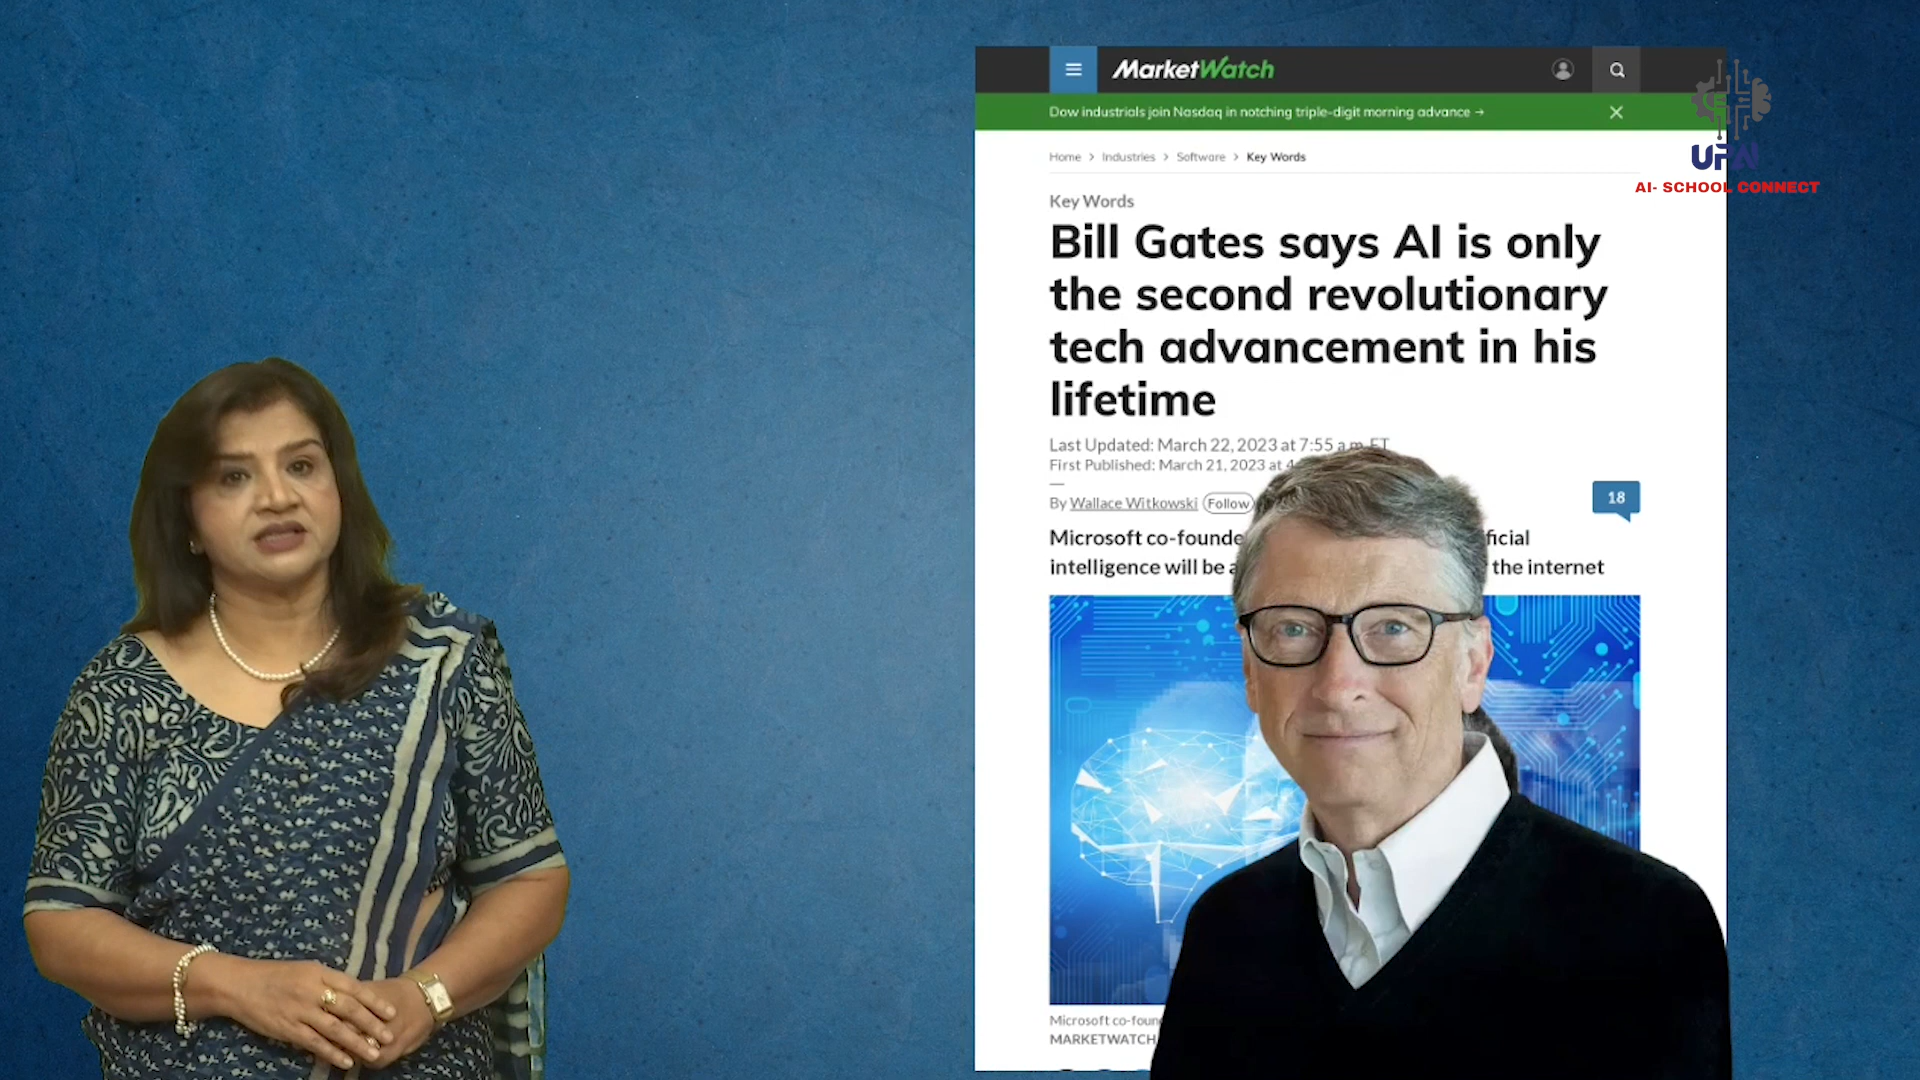 MarketWatch
Dow industrials join Nasdaq in notching triple-digit morning advance →
Home > Industries > Software > Key Words
UFW
AI- SCHOOL CONNECT
Key Words
Bill Gates says AI is only
the second revolutionary
tech advancement in his
lifetime
Last Updated: March 22, 2023 at 7:55 a.m. ET
First Published: March 21, 2023 at 4
By Wallace Witkowski Follow
18
Microsoft co-founde ficial
intelligence will be a the internet
Microsoft co-foun
MARKETWATCH